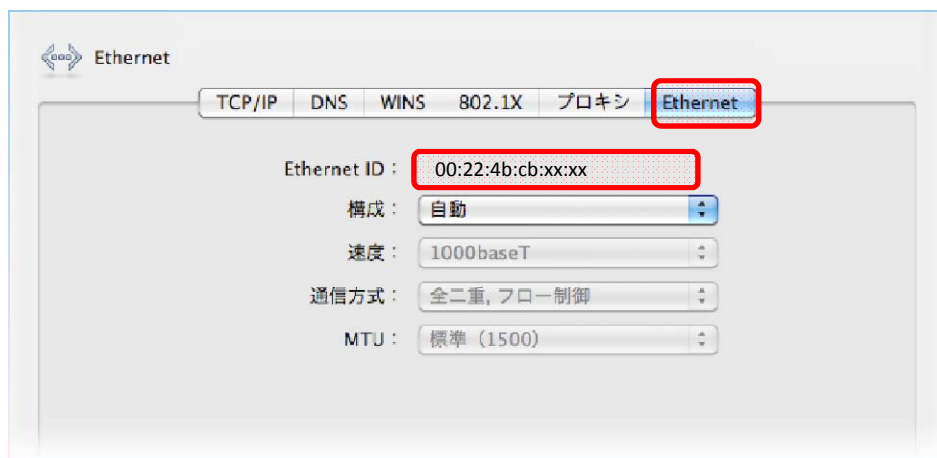 Ethernet
TCP/IP DNS WINS 802.1X プロキシ Ethernet
Ethernet ID： 00:22:4b:cb:xx:xx
構成： 自動
速度： 1000baseT
通信方式： 全二重, フロー制御
MTU： 標準（1500）